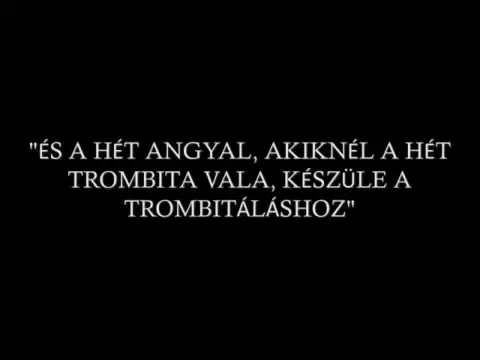 "ÉS A HÉT ANGYAL, AKIKNÉL A HÉT
TROMBITA VALA, KÉSZÜLE A
TROMBITÁLÁSHOZ"